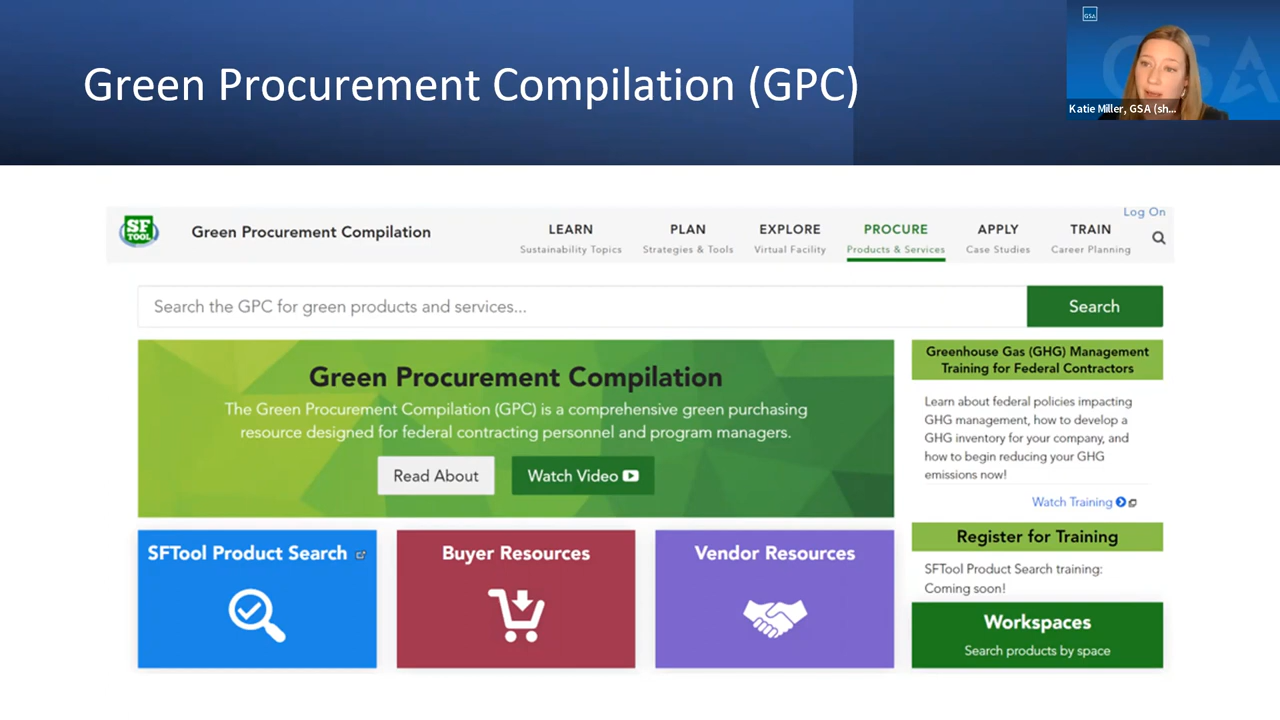 Green Procurement Compilation (GPC)
GSA
GSA
Katie Miller, GSA (sh...
Log On
SF
TOOL
Green Procurement Compilation
LEARN
Sustainability Topics
PLAN
Strategies & Tools
EXPLORE
Virtual Facility
PROCURE
Products & Services
APPLY
Case Studies
TRAIN
Career Planning
Search the GPC for green products and services...
Search
Green Procurement Compilation
The Green Procurement Compilation (GPC) is a comprehensive green purchasing
resource designed for federal contracting personnel and program managers.
Read About
Watch Video
Greenhouse Gas (GHG) Management
Training for Federal Contractors
Learn about federal policies impacting
GHG management, how to develop a
GHG inventory for your company, and
how to begin reducing your GHG
emissions now!
Watch Training
Register for Training
SFTool Product Search training:
Coming soon!
SFTool Product Search
Buyer Resources
Vendor Resources
Workspaces
Search products by space